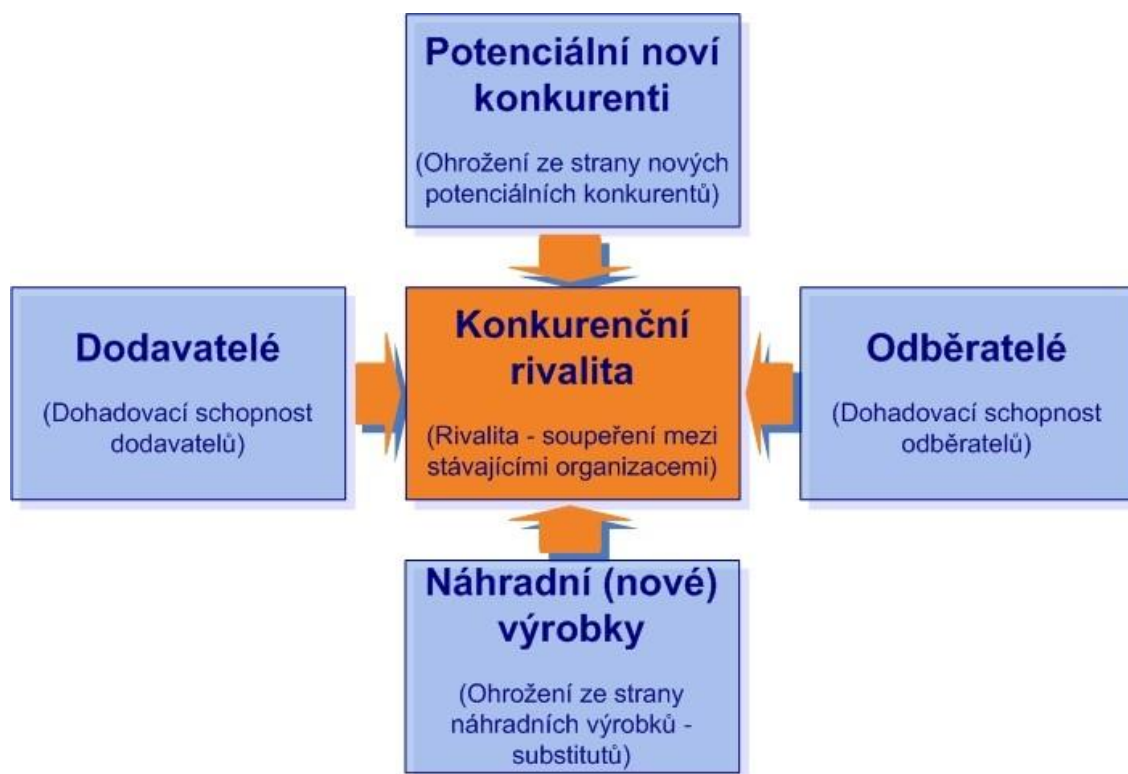 Potenciální noví
konkurenti
(Ohrožení ze strany nových
potenciálních konkurentů)
Dodavatelé
(Dohadovací schopnost
dodavatelů)
Konkurenční
rivalita
(Rivalita - soupeření mezi
stávajícími organizacemi)
Odběratelé
(Dohadovací schopnost
odběratelů)
Náhradní (nové)
výrobky
(Ohrožení ze strany
náhradních výrobků -
substitutů)